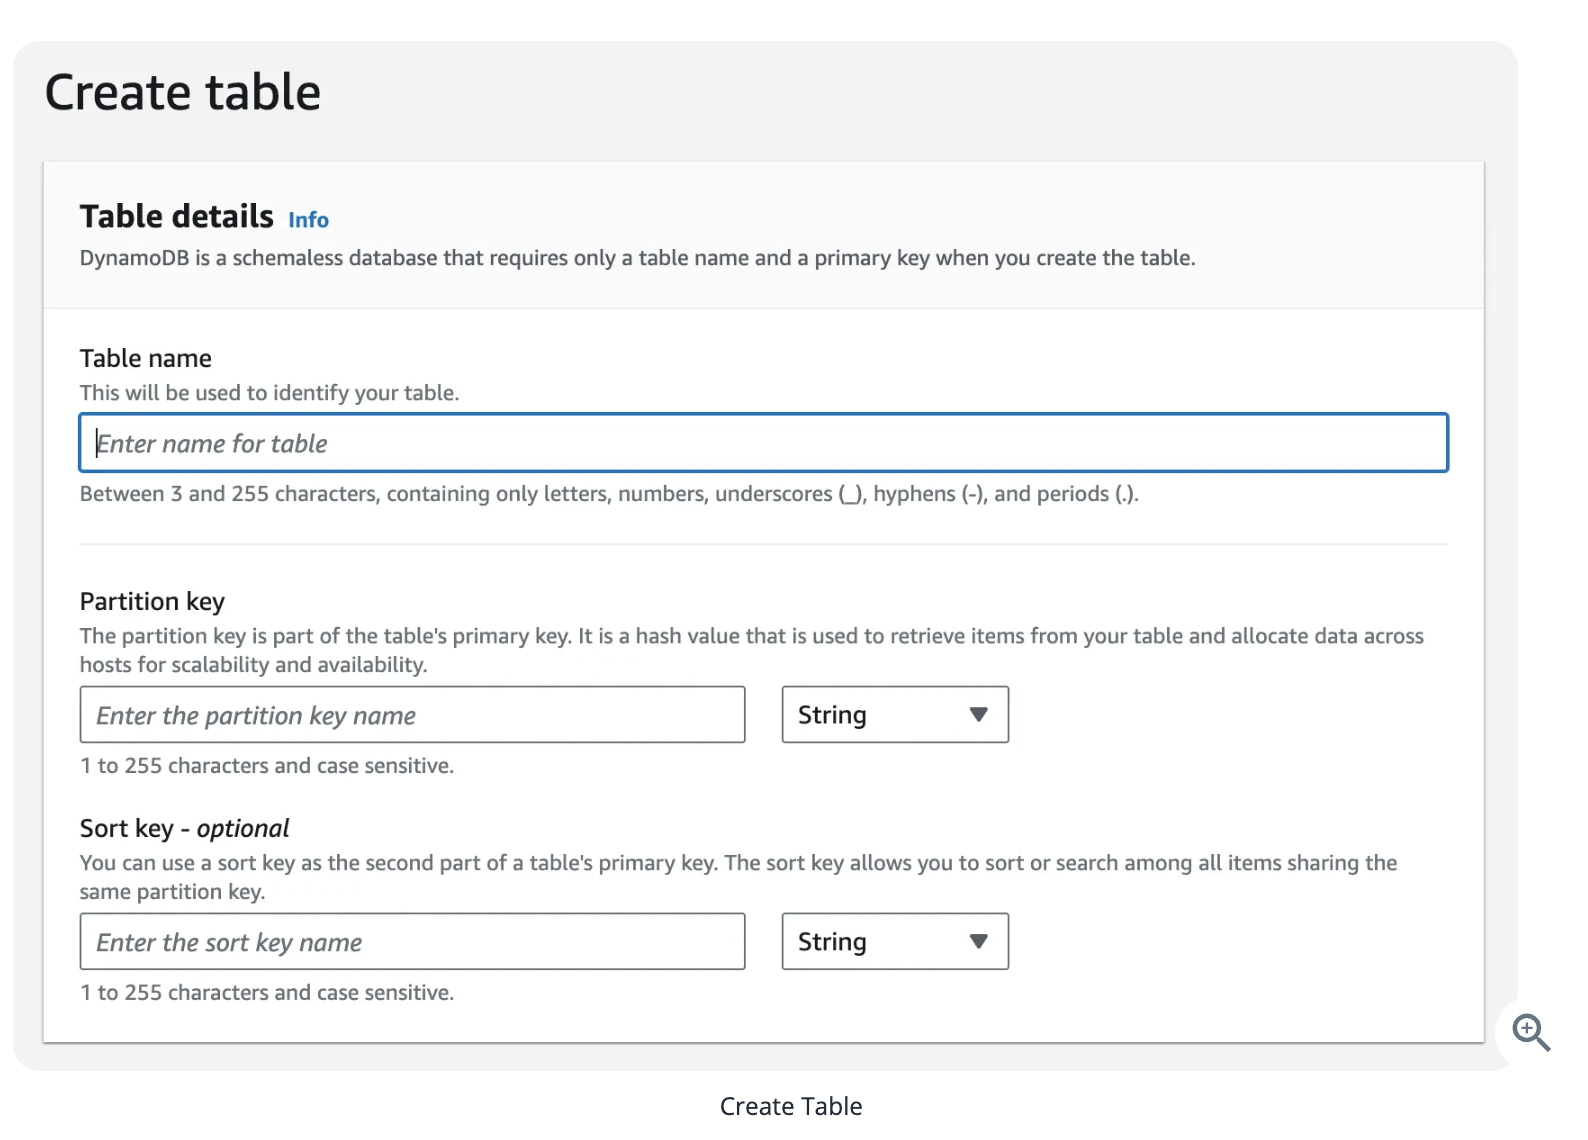 Create table
Table details Info
DynamoDB is a schemaless database that requires only a table name and a primary key when you create the table.
Table name
This will be used to identify your table.
Enter name for table
Between 3 and 255 characters, containing only letters, numbers, underscores (_), hyphens (-), and periods (.).
Partition key
The partition key is part of the table's primary key. It is a hash value that is used to retrieve items from your table and allocate data across
hosts for scalability and availability.
Enter the partition key name String
1 to 255 characters and case sensitive.
Sort key - optional
You can use a sort key as the second part of a table's primary key. The sort key allows you to sort or search among all items sharing the
same partition key.
Enter the sort key name String
1 to 255 characters and case sensitive.
Create Table